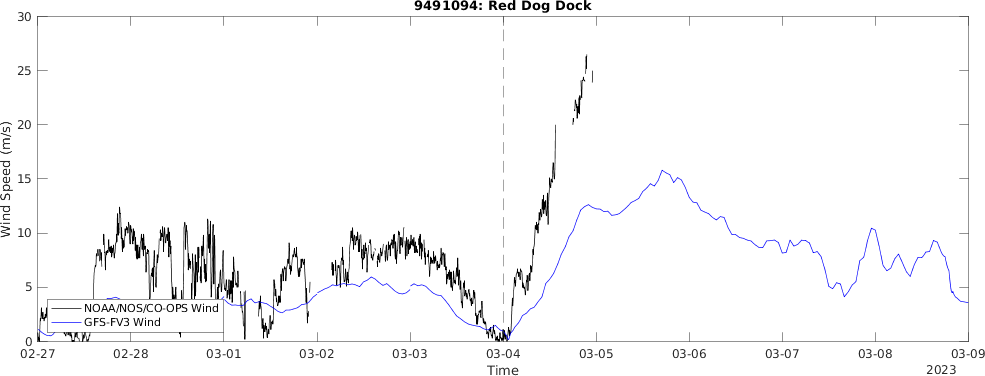 9491094: Red Dog Dock
30
25
20
15
10
5
0
Wind Speed (m/s)
NOAA/NOS/CO-OPS Wind
GFS-FV3 Wind
02-27 02-28 03-01 03-02 03-03 03-04 03-05 03-06 03-07 03-08 03-09
Time
2023